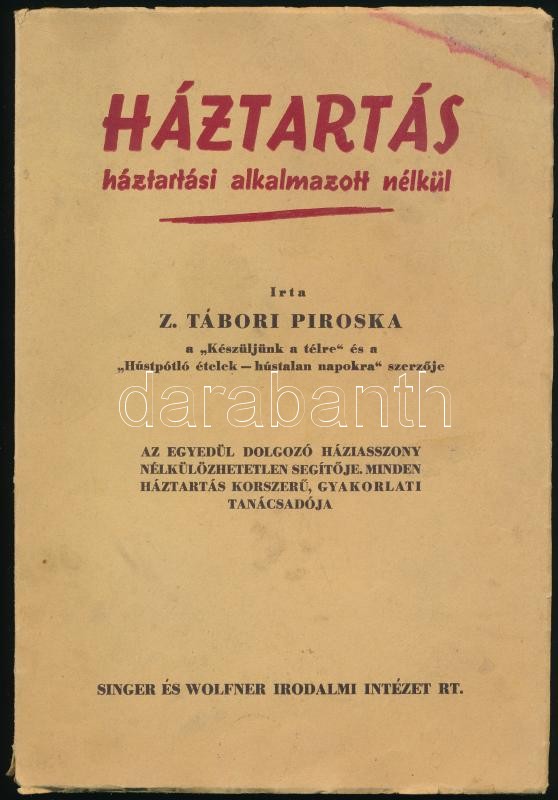 HÁZTARTÁS
háztartási alkalmazott nélkül
Irta
Z. TÁBORI PIROSKA
a „Készüljünk a télre“ és a
„Hústpótló ételek — hústalan napokra“ szerzője
darabanth
AZ EGYEDÜL DOLGOZÓ HÁZIASSZONY
NÉLKÜLÖZHETETLEN SEGÍTŐJE. MINDEN
HÁZTARTÁS KORSZERŰ, GYAKORLATI
TANÁCSADÓJA
SINGER ÉS WOLFNER IRODALMI INTÉZET RT.